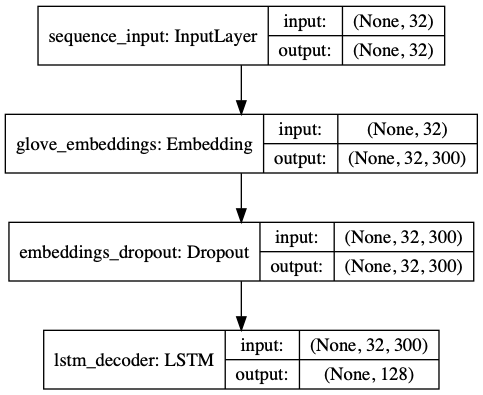 sequence_input: InputLayer
input: (None, 32)
output: (None, 32)
glove_embeddings: Embedding
input: (None, 32)
output: (None, 32, 300)
embeddings_dropout: Dropout
input: (None, 32, 300)
output: (None, 32, 300)
lstm_decoder: LSTM
input: (None, 32, 300)
output: (None, 128)